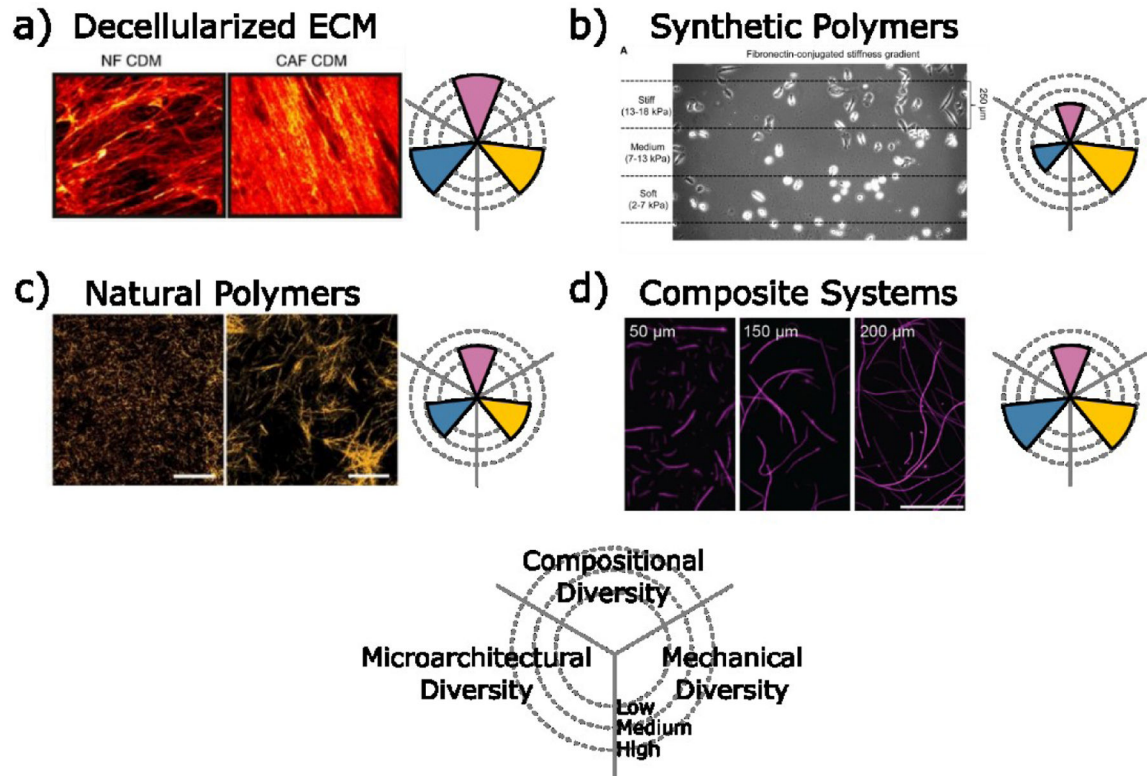 a) Decellularized ECM
NF CDM
CAF CDM
b) Synthetic Polymers
A
Fibronectin-conjugated stiffness gradient
Stiff
(13-18 kPa)
Medium
(7-13 kPa)
Soft
(2-7 kPa)
250 μm
c) Natural Polymers
d) Composite Systems
50 μm
150 μm
200 μm
Compositional
Diversity
Microarchitectural
Diversity
Mechanical
Diversity
Low
Medium
High